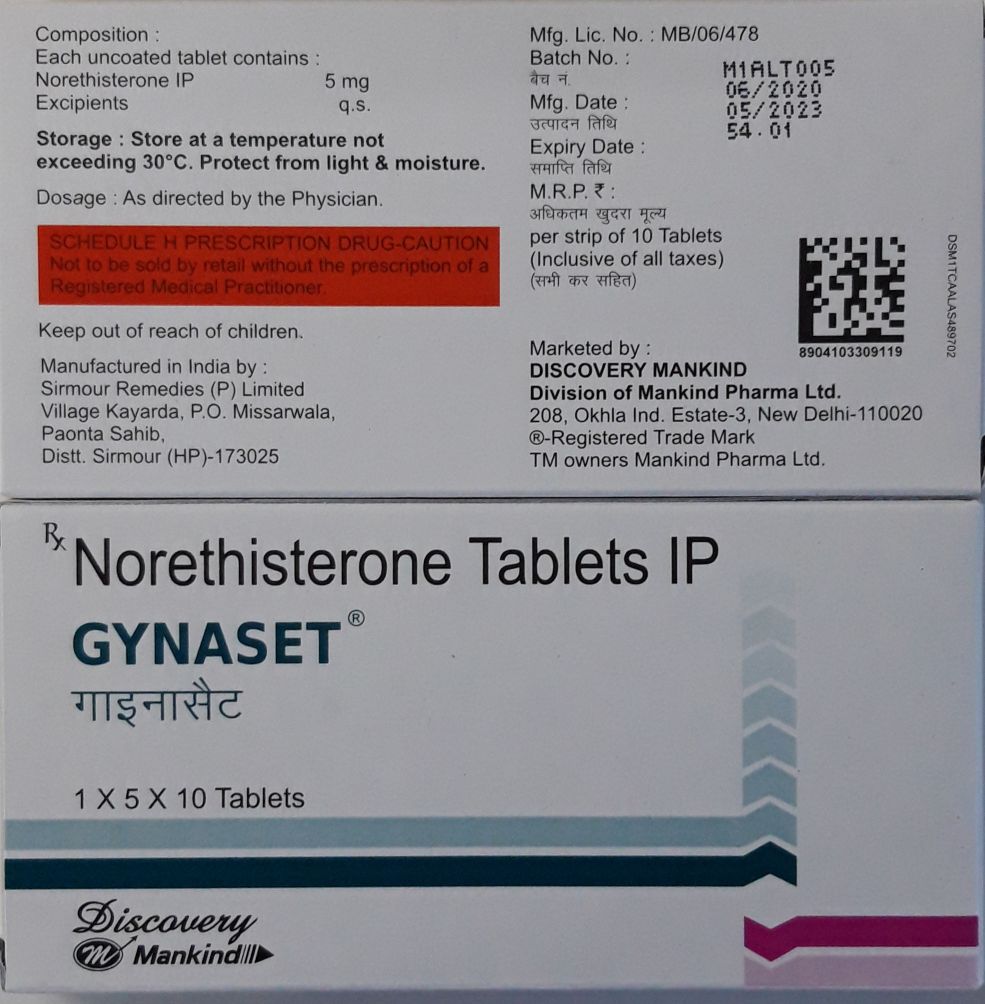 Composition :
Each uncoated tablet contains :
Norethisterone IP 5 mg
Excipients q.s.
Storage : Store at a temperature not
exceeding 30°C. Protect from light & moisture.
Dosage : As directed by the Physician.
SCHEDULE H PRESCRIPTION DRUG-CAUTION
Not to be sold by retail without the prescription of a
Registered Medical Practitioner.
Keep out of reach of children.
Manufactured in India by :
Sirmour Remedies (P) Limited
Village Kayarda, P.O. Missarwala,
Paonta Sahib,
Distt. Sirmour (HP)-173025
Mfg. Lic. No. : MB/06/478
Batch No. :
बैच नं.
Mfg. Date :
उत्पादन तिथि
Expiry Date :
समाप्ति तिथि
M.R.P. ₹ :
अधिकतम खुदरा मूल्य
per strip of 10 Tablets
(Inclusive of all taxes)
(सभी कर सहित)
M1ALT005
06/2020
05/2023
54.01
8904103309119
DSM1TCAALAS489702
Marketed by :
DISCOVERY MANKIND
Division of Mankind Pharma Ltd.
208, Okhla Ind. Estate-3, New Delhi-110020
®-Registered Trade Mark
TM owners Mankind Pharma Ltd.
Rx Norethisterone Tablets IP
GYNASET®
गाइनासैट
1 X 5 X 10 Tablets
Discovery
m Mankind